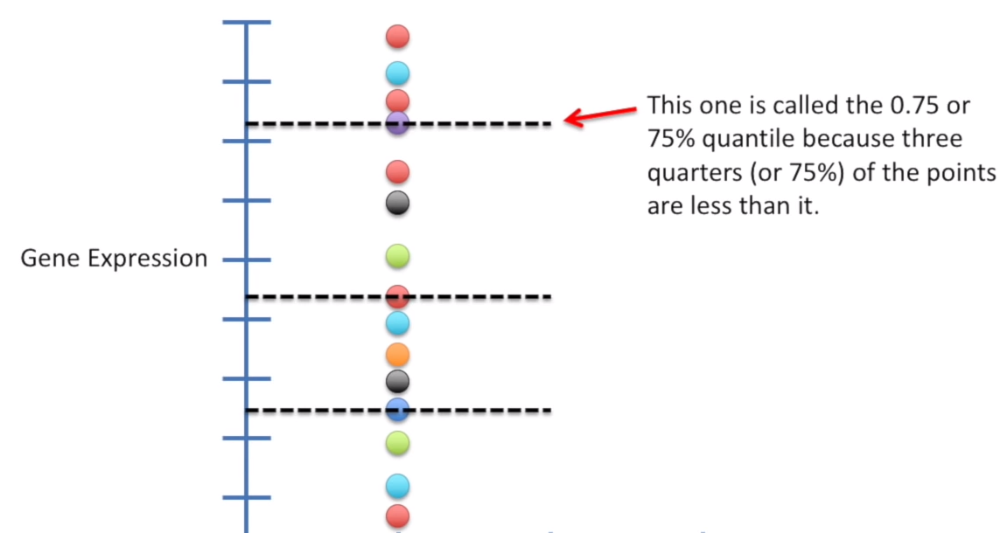 This one is called the 0.75 or
75% quantile because three
quarters (or 75%) of the points
are less than it.
Gene Expression